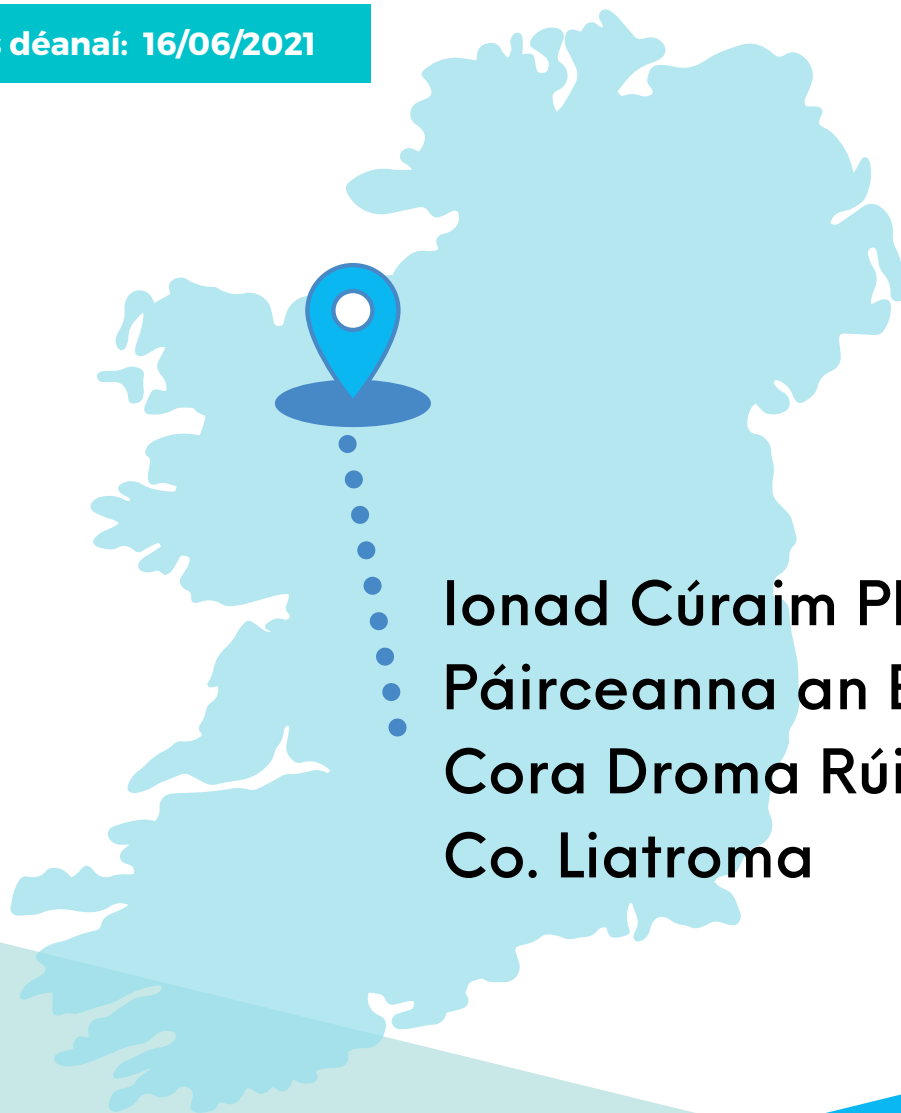 déanaí: 16/06/2021
Ionad Cúraim
Páirceanna an
Cora Droma
Co. Liatroma